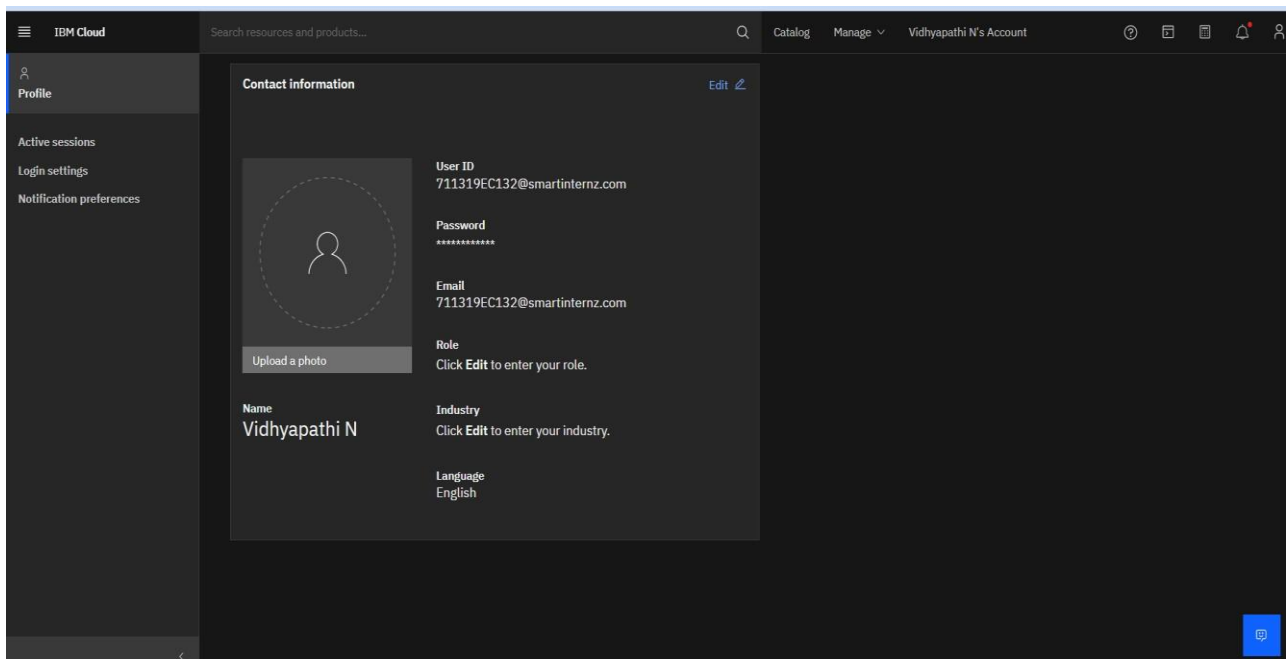 IBM Cloud
Search resources and products...
Catalog
Manage
Vidhyapathi N's Account
Profile
Active sessions
Login settings
Notification preferences
Contact information
Edit
Upload a photo
Name
Vidhyapathi N
User ID
711319EC132@smartinternz.com
Password
************
Email
711319EC132@smartinternz.com
Role
Click Edit to enter your role.
Industry
Click Edit to enter your industry.
Language
English